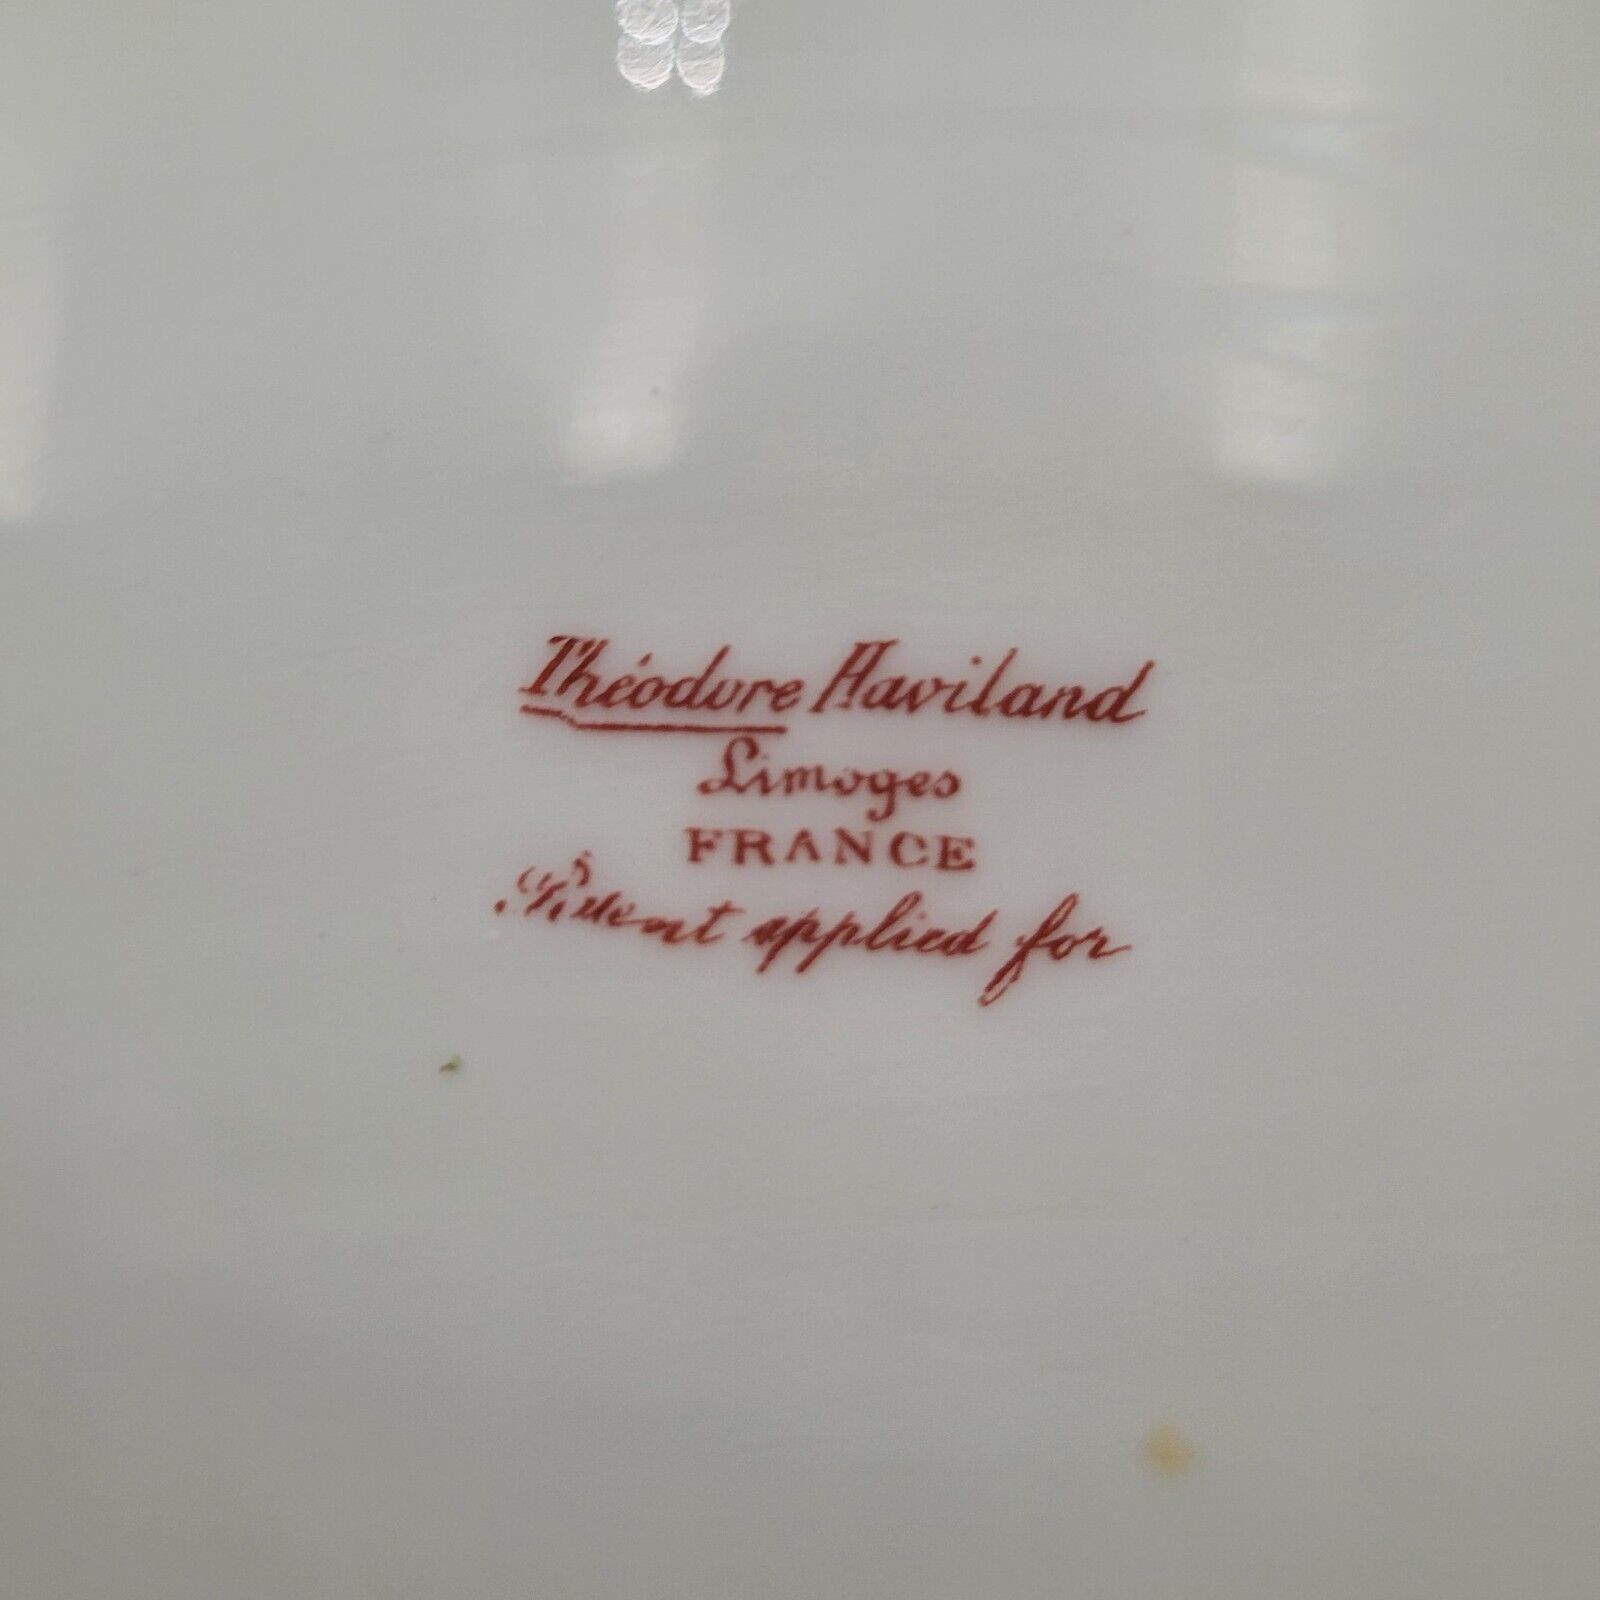 Théodore Haviland
Limoges
FRANCE
Patent applied for